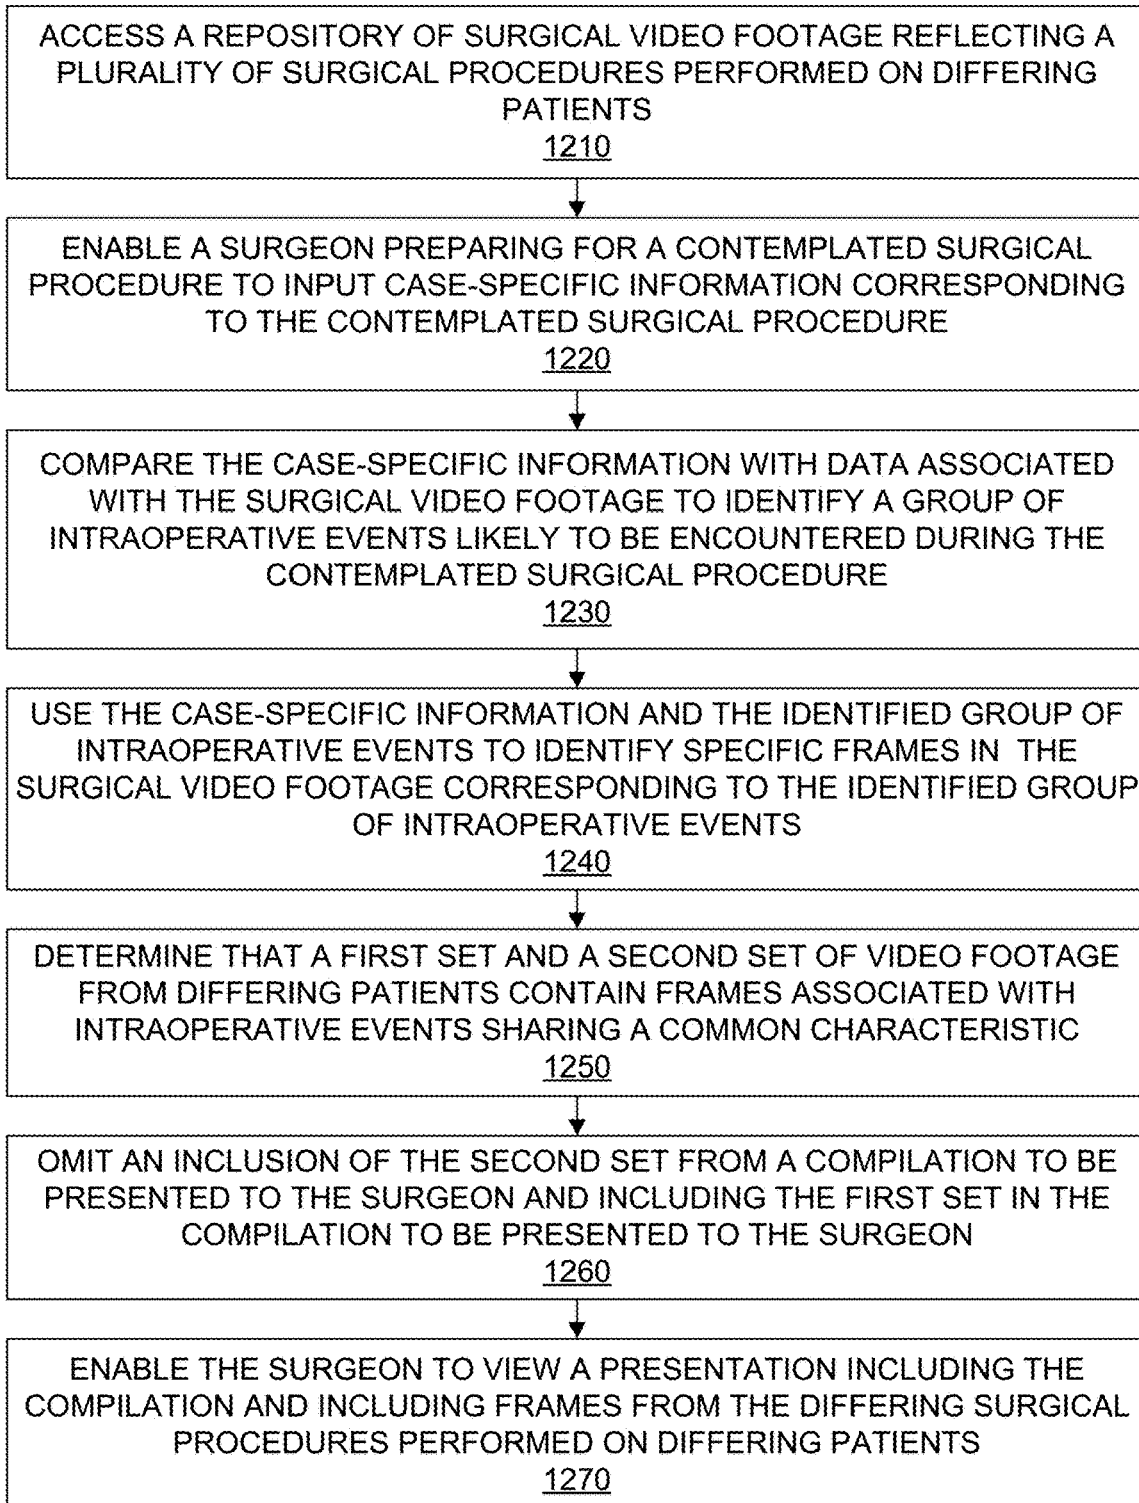 ACCESS A REPOSITORY OF SURGICAL VIDEO FOOTAGE REFLECTING A
PLURALITY OF SURGICAL PROCEDURES PERFORMED ON DIFFERING
PATIENTS
1210
ENABLE A SURGEON PREPARING FOR A CONTEMPLATED SURGICAL
PROCEDURE TO INPUT CASE-SPECIFIC INFORMATION CORRESPONDING
TO THE CONTEMPLATED SURGICAL PROCEDURE
1220
COMPARE THE CASE-SPECIFIC INFORMATION WITH DATA ASSOCIATED
WITH THE SURGICAL VIDEO FOOTAGE TO IDENTIFY A GROUP OF
INTRAOPERATIVE EVENTS LIKELY TO BE ENCOUNTERED DURING THE
CONTEMPLATED SURGICAL PROCEDURE
1230
USE THE CASE-SPECIFIC INFORMATION AND THE IDENTIFIED GROUP OF
INTRAOPERATIVE EVENTS TO IDENTIFY SPECIFIC FRAMES IN THE
SURGICAL VIDEO FOOTAGE CORRESPONDING TO THE IDENTIFIED GROUP
OF INTRAOPERATIVE EVENTS
1240
DETERMINE THAT A FIRST SET AND A SECOND SET OF VIDEO FOOTAGE
FROM DIFFERING PATIENTS CONTAIN FRAMES ASSOCIATED WITH
INTRAOPERATIVE EVENTS SHARING A COMMON CHARACTERISTIC
1250
OMIT AN INCLUSION OF THE SECOND SET FROM A COMPILATION TO BE
PRESENTED TO THE SURGEON AND INCLUDING THE FIRST SET IN THE
COMPILATION TO BE PRESENTED TO THE SURGEON
1260
ENABLE THE SURGEON TO VIEW A PRESENTATION INCLUDING THE
COMPILATION AND INCLUDING FRAMES FROM THE DIFFERING SURGICAL
PROCEDURES PERFORMED ON DIFFERING PATIENTS
1270